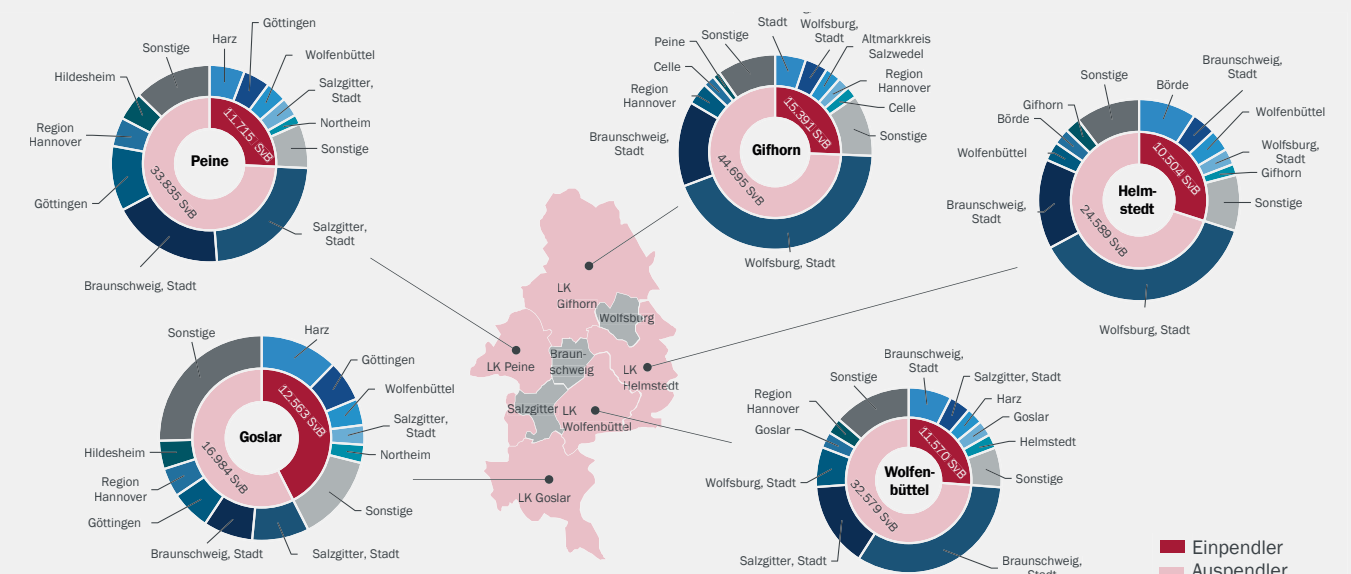 Göttingen
Harz
Sonstige
Wolfenbüttel
Hildesheim
Salzgitter,
Stadt
Northeim
Region
Hannover
Sonstige
11.715 SvB
Peine
33.835 SvB
Göttingen
Salzgitter,
Stadt
Braunschweig, Stadt
Stadt
Wolfsburg,
Stadt
Sonstige
Peine
Altmarkkreis
Salzwedel
Celle
Region
Hannover
Region
Hannover
Celle
Braunschweig,
Stadt
Sonstige
15.391 SvB
Gifhorn
44.695 SvB
Wolfsburg, Stadt
Braunschweig,
Stadt
Sonstige
Börde
Gifhorn
Wolfenbüttel
Börde
Wolfenbüttel
Wolfsburg,
Stadt
Gifhorn
Braunschweig,
Stadt
Sonstige
10.504 SvB
Helm-
stedt
24.589 SvB
Wolfsburg, Stadt
LK
Gifhorn
Wolfsburg
Braun-
schweig
LK Peine
LK
Helmstedt
Salzgitter
LK
Wolfenbüttel
LK Goslar
Sonstige
Harz
Göttingen
Wolfenbüttel
Salzgitter,
Stadt
Northeim
Hildesheim
Region
Hannover
Göttingen
Sonstige
12.563 SvB
Goslar
16.984 SvB
Braunschweig, Stadt
Salzgitter, Stadt
Braunschweig,
Stadt
Sonstige
Salzgitter, Stadt
Region
Hannover
Harz
Goslar
Goslar
Helmstedt
Wolfsburg, Stadt
Sonstige
11.570 SvB
Wolfen-
büttel
32.579 SvB
Salzgitter, Stadt
Braunschweig,
Stadt
Einpendler
Auspendler